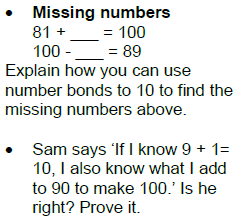 • Missing numbers
81 + ___ = 100
100 - ___ = 89
Explain how you can use
number bonds to 10 to find the
missing numbers above.
• Sam says ‘If I know 9 + 1=
10, I also know what I add
to 90 to make 100.’ Is he
right? Prove it.